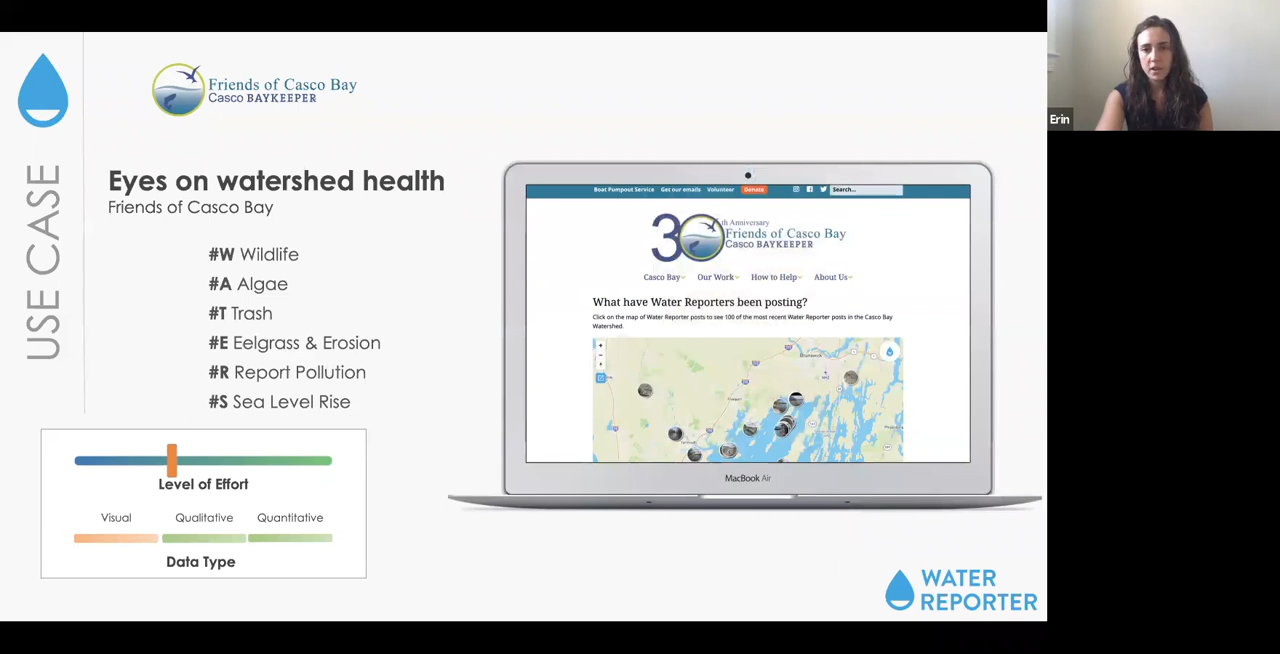 USE CASE
Friends of Casco Bay
Casco BAYKEEPER
Eyes on watershed health
Friends of Casco Bay
#W Wildlife
#A Algae
#T Trash
#E Eelgrass & Erosion
#R Report Pollution
#S Sea Level Rise
Level of Effort
Visual Qualitative Quantitative
Data Type
Boat Pumpout Service Get our emails Volunteer Donate Search...
30th Anniversary
Friends of Casco Bay
Casco BAYKEEPER
Casco Bay Our Work How to Help About Us
What have Water Reporters been posting?
Click on the map of Water Reporter posts to see 100 of the most recent Water Reporter posts in the Casco Bay
Watershed.
Brunswick
MacBook Air
WATER
REPORTER
Erin